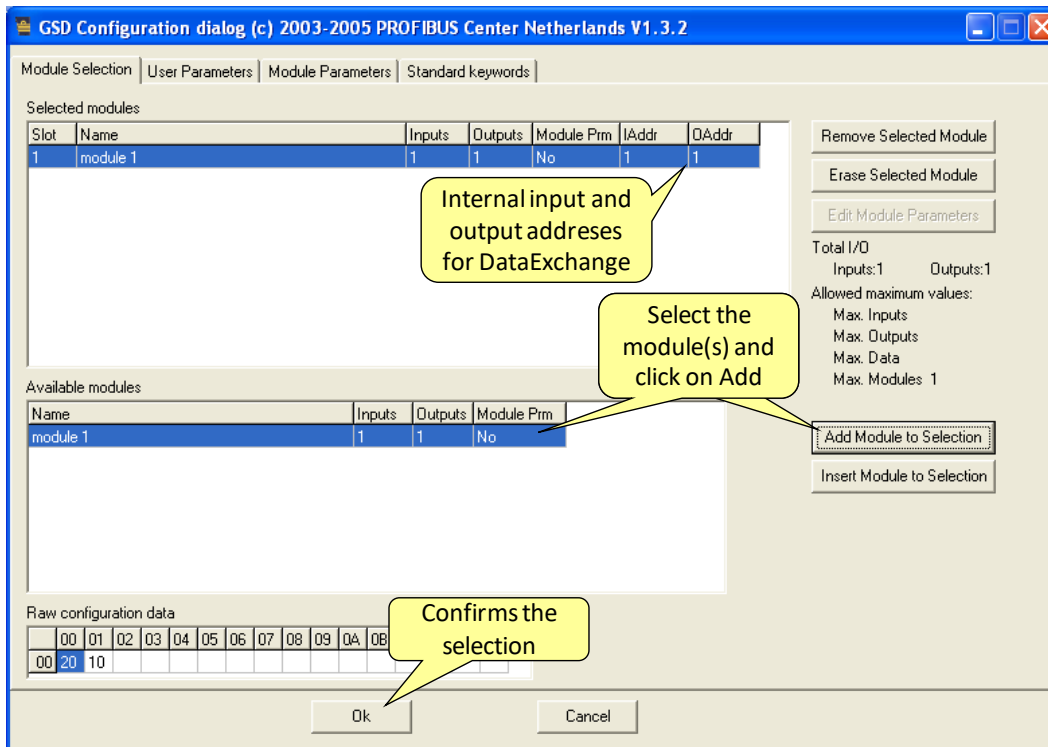 GSD Configuration dialog (c) 2003-2005 PROFIBUS Center Netherlands V1.3.2
Module Selection User Parameters Module Parameters Standard keywords
Selected modules
Slot Name Inputs Outputs Module Prm IAddr OAddr
1 module 1 1 1 No 1 1
Internal input and
output addreses
for DataExchange
Remove Selected Module
Erase Selected Module
Edit Module Parameters
Total I/O
Inputs:1 Outputs:1
Allowed maximum values:
Max. Inputs
Max. Outputs
Max. Data
Max. Modules 1
Select the
module(s) and
click on Add
Available modules
Name Inputs Outputs Module Prm
module 1 1 1 No
Add Module to Selection
Insert Module to Selection
Raw configuration data
00 01 02 03 04 05 06 07 08 09 0A 0B
00 20 10
Confirms the
selection
Ok Cancel